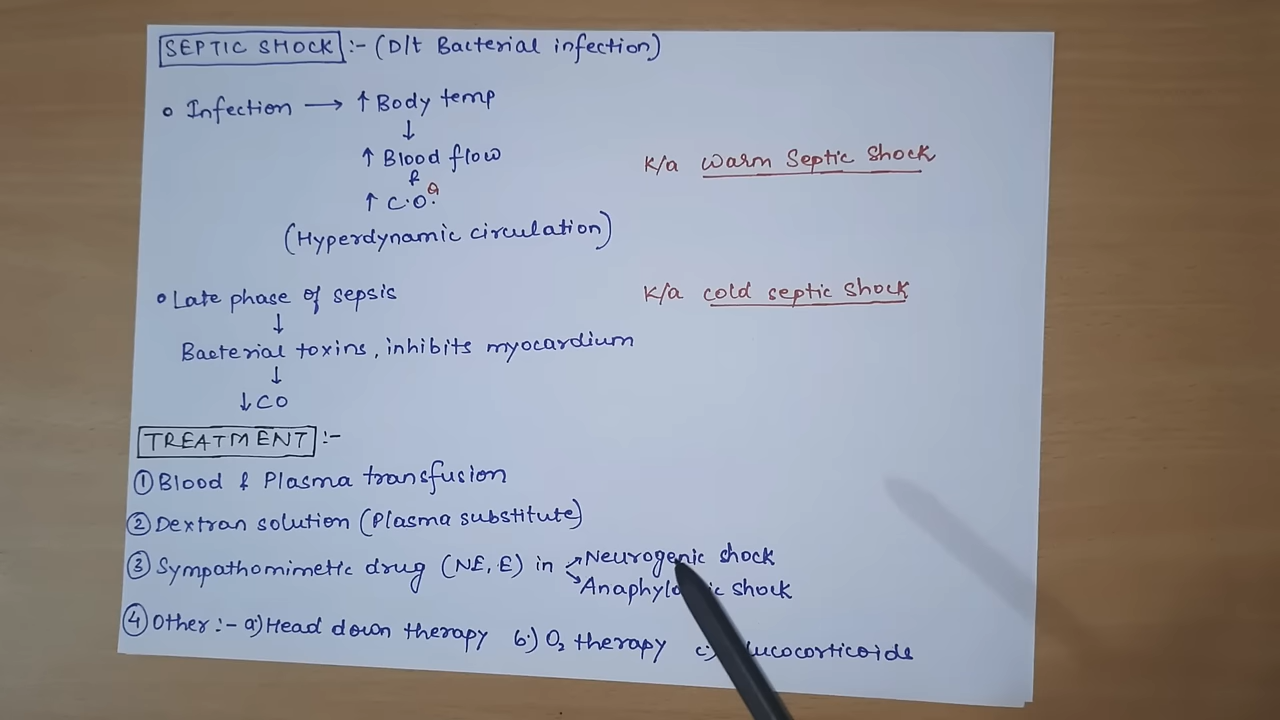 SEPTIC SHOCK :- (D/t Bacterial infection)
• Infection → ↑ Body temp
↓
↑ Blood flow
&
↑ C.O.
K/a Warm Septic Shock
(Hyperdynamic circulation)
• Late phase of sepsis
K/a cold septic shock
↓
Bacterial toxins, inhibits myocardium
↓
↓ CO
TREATMENT :-
① Blood & Plasma transfusion
② Dextran solution (Plasma substitute)
③ Sympathomimetic drug (NE, E) in Neurogenic shock
shock
④ Other :- a:) Head down therapy b:) O₂ therapy c:)